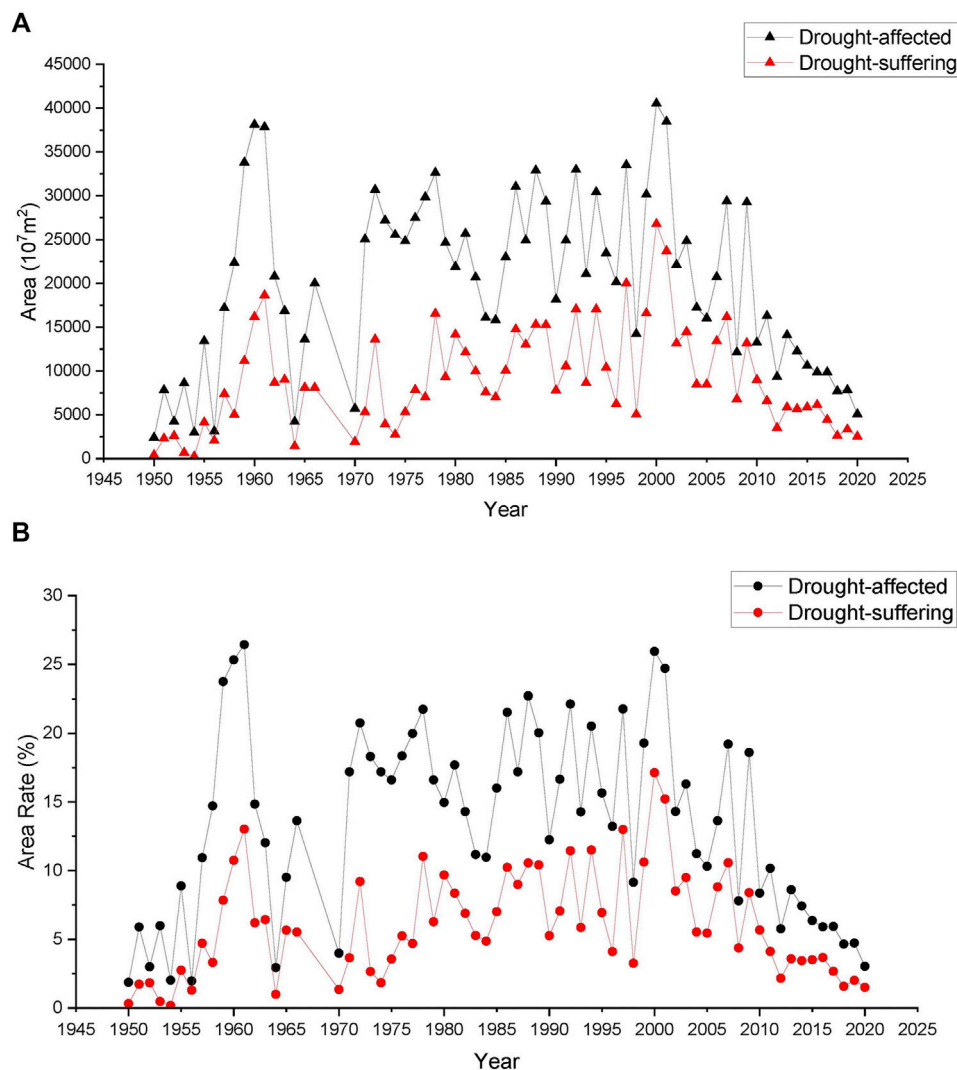 A
Drought-affected
Drought-suffering
45000
40000
35000
30000
25000
20000
15000
10000
5000
0
Area (10⁷m²)
1945 1950 1955 1960 1965 1970 1975 1980 1985 1990 1995 2000 2005 2010 2015 2020 2025
Year
B
Drought-affected
Drought-suffering
30
25
20
15
10
5
0
Area Rate (%)
1945 1950 1955 1960 1965 1970 1975 1980 1985 1990 1995 2000 2005 2010 2015 2020 2025
Year